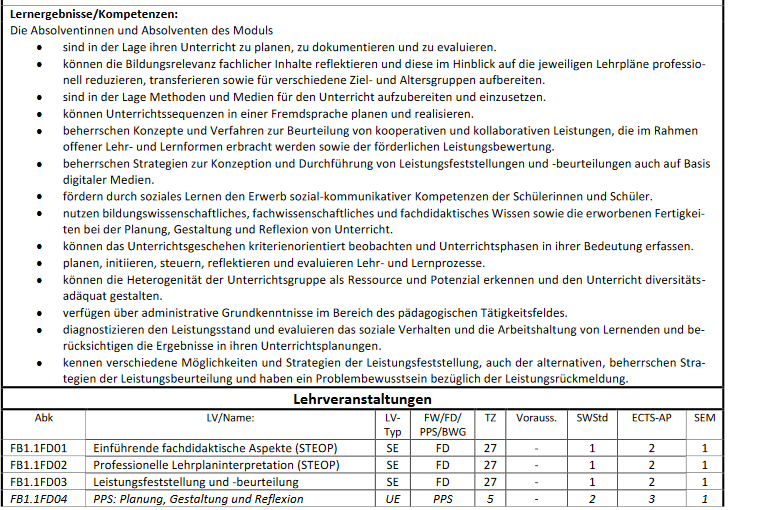 Lernergebnisse/Kompetenzen:
Die Absolventinnen und Absolventen des Moduls
• sind in der Lage ihren Unterricht zu planen, zu dokumentieren und zu evaluieren.
• können die Bildungsrelevanz fachlicher Inhalte reflektieren und diese im Hinblick auf die jeweiligen Lehrpläne professio-
nell reduzieren, transferieren sowie für verschiedene Ziel- und Altersgruppen aufbereiten.
• sind in der Lage Methoden und Medien für den Unterricht aufzubereiten und einzusetzen.
• können Unterrichtssequenzen in einer Fremdsprache planen und realisieren.
• beherrschen Konzepte und Verfahren zur Beurteilung von kooperativen und kollaborativen Leistungen, die im Rahmen
offener Lehr- und Lernformen erbracht werden sowie der förderlichen Leistungsbewertung.
• beherrschen Strategien zur Konzeption und Durchführung von Leistungsfeststellungen und -beurteilungen auch auf Basis
digitaler Medien.
• fördern durch soziales Lernen den Erwerb sozial-kommunikativer Kompetenzen der Schülerinnen und Schüler.
• nutzen bildungswissenschaftliches, fachwissenschaftliches und fachdidaktisches Wissen sowie die erworbenen Fertigkei-
ten bei der Planung, Gestaltung und Reflexion von Unterricht.
• können das Unterrichtsgeschehen kriterienorientiert beobachten und Unterrichtsphasen in ihrer Bedeutung erfassen.
• planen, initiieren, steuern, reflektieren und evaluieren Lehr- und Lernprozesse.
• können die Heterogenität der Unterrichtsgruppe als Ressource und Potenzial erkennen und den Unterricht diversitäts-
adäquat gestalten.
• verfügen über administrative Grundkenntnisse im Bereich des pädagogischen Tätigkeitsfeldes.
• diagnostizieren den Leistungsstand und evaluieren das soziale Verhalten und die Arbeitshaltung von Lernenden und be-
rücksichtigen die Ergebnisse in ihren Unterrichtsplanungen.
• kennen verschiedene Möglichkeiten und Strategien der Leistungsfeststellung, auch der alternativen, beherrschen Stra-
tegien der Leistungsbeurteilung und haben ein Problembewusstsein bezüglich der Leistungsrückmeldung.
Lehrveranstaltungen
Abk LV/Name: LV- FW/FD/ TZ Vorauss. SWStd ECTS-AP SEM
Typ PPS/BWG
FB1.1FD01 Einführende fachdidaktische Aspekte (STEOP) SE FD 27 - 1 2 1
FB1.1FD02 Professionelle Lehrplaninterpretation (STEOP) SE FD 27 - 1 2 1
FB1.1FD03 Leistungsfeststellung und -beurteilung SE FD 27 - 1 2 1
FB1.1FD04 PPS: Planung, Gestaltung und Reflexion UE PPS 5 - 2 3 1